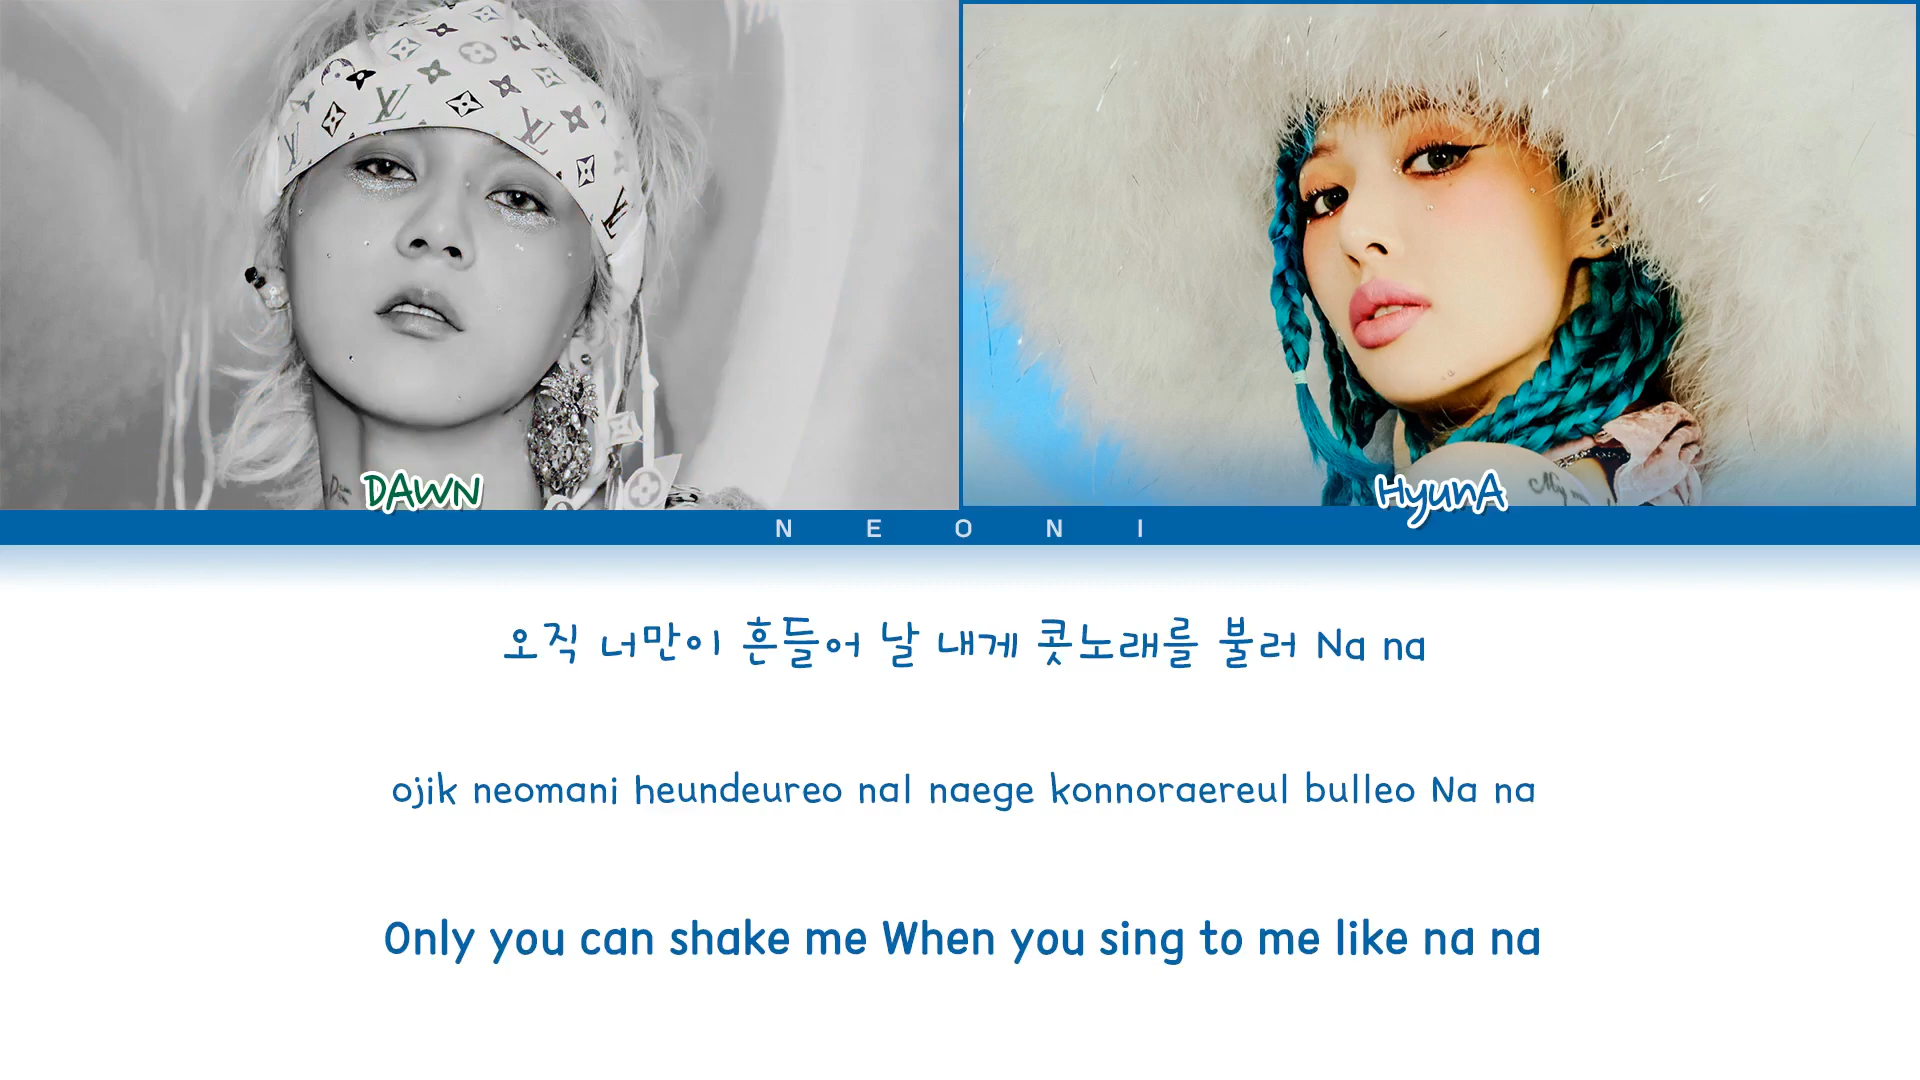 DAWN
HyunA
NEONI
오직 너만이 흔들어 날 내게 콧노래를 불러 Na na
ojik neomani heundeureo nal naege konnoraereul bulleo Na na
Only you can shake me When you sing to me like na na